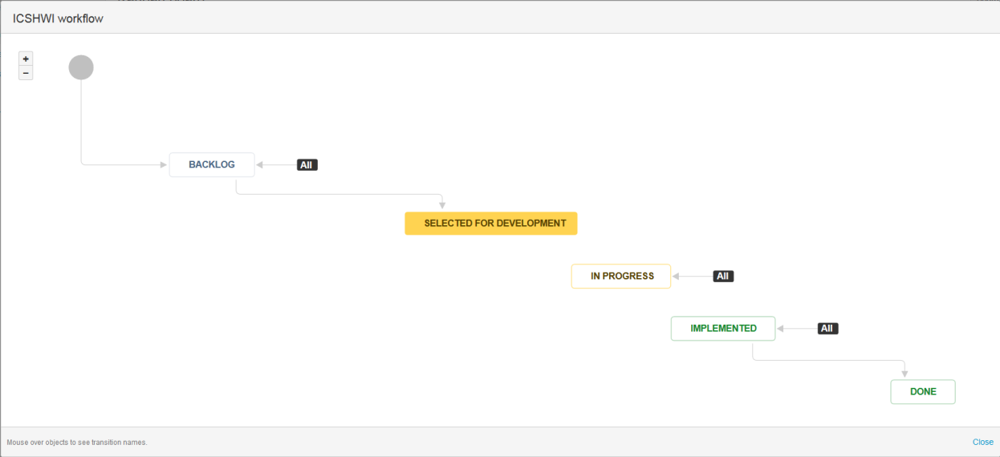 ICSHWI workflow
+
−
BACKLOG
All
SELECTED FOR DEVELOPMENT
IN PROGRESS
All
IMPLEMENTED
All
DONE
Mouse over objects to see transition names.
Close